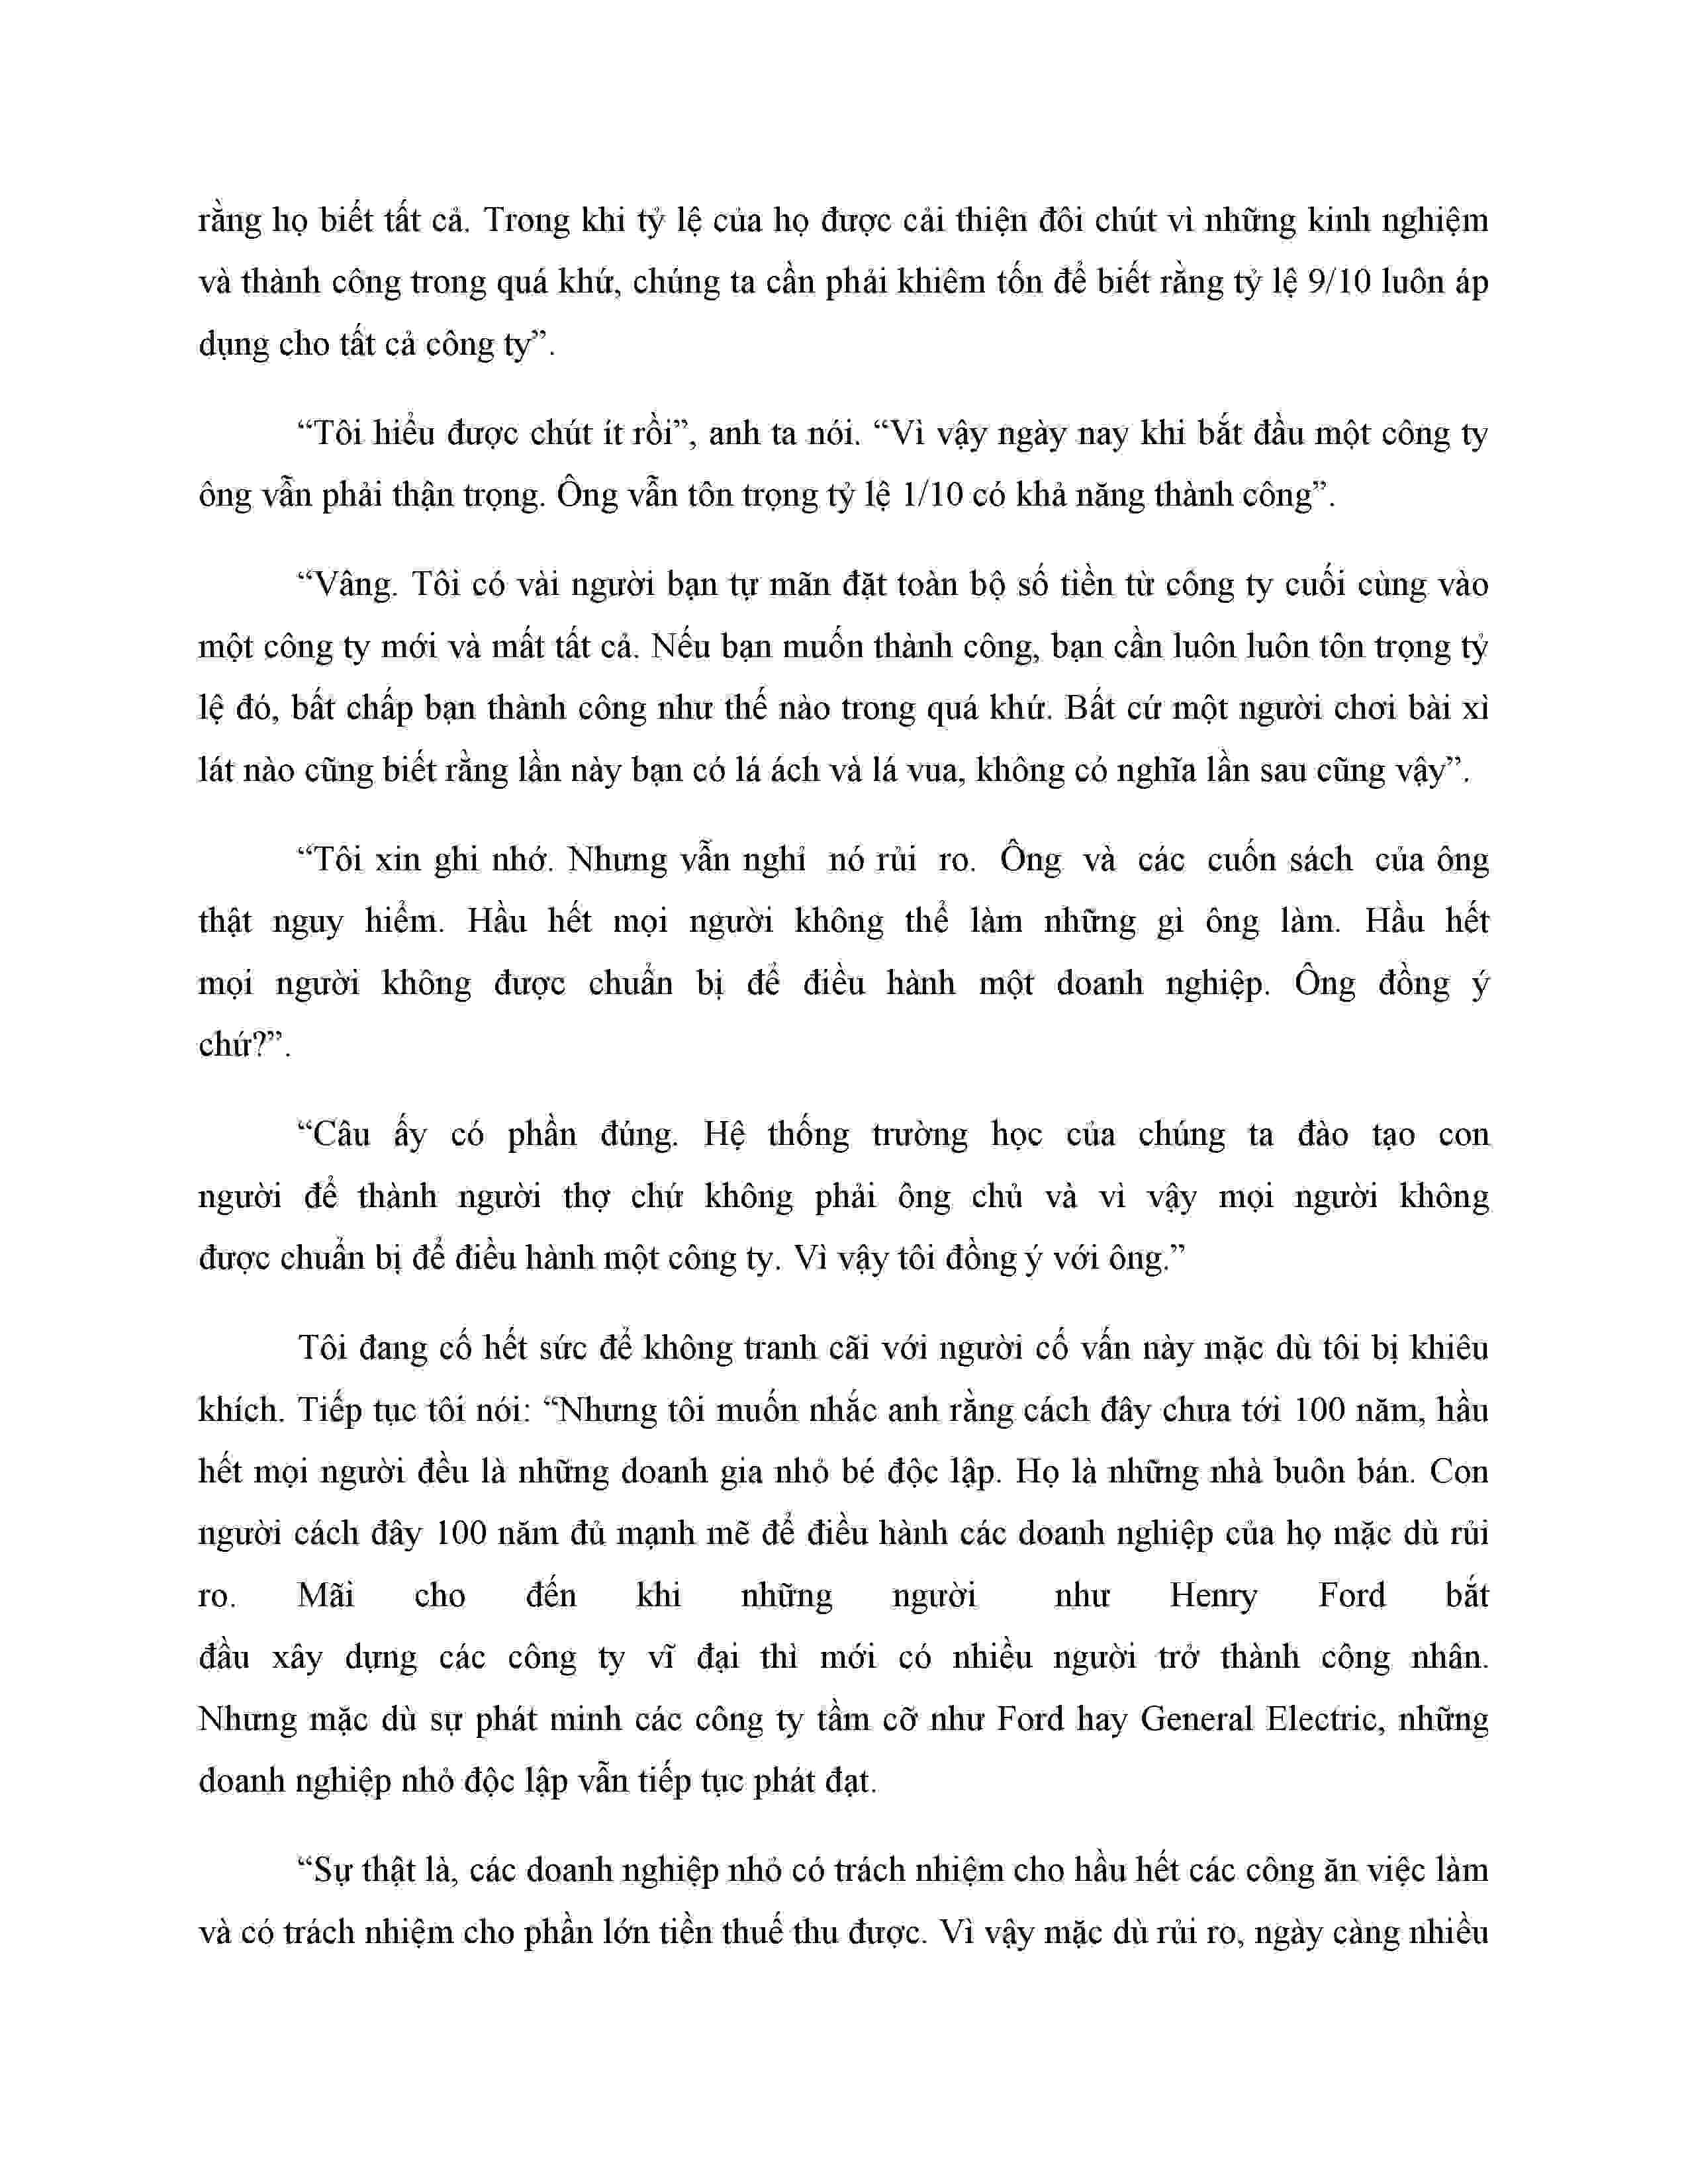 rằng họ biết tất cả. Trong khi tỷ lệ của họ được cải thiện đôi chút vì những kinh nghiệm
và thành công trong quá khứ, chúng ta cần phải khiêm tốn để biết rằng tỷ lệ 9/10 luôn áp
dụng cho tất cả công ty”.
“Tôi hiểu được chút ít rồi”, anh ta nói. “Vì vậy ngày nay khi bắt đầu một công ty
ông vẫn phải thận trọng. Ông vẫn tôn trọng tỷ lệ 1/10 có khả năng thành công”.
“Vâng. Tôi có vài người bạn tự mãn đặt toàn bộ số tiền từ công ty cuối cùng vào
một công ty mới và mất tất cả. Nếu bạn muốn thành công, bạn cần luôn luôn tôn trọng tỷ
lệ đó, bất chấp bạn thành công như thế nào trong quá khứ. Bất cứ một người chơi bài xì
lát nào cũng biết rằng lần này bạn có lá ách và lá vua, không có nghĩa lần sau cũng vậy”.
“Tôi xin ghi nhớ. Nhưng vẫn nghỉ nó rủi ro. Ông và các cuốn sách của ông
thật nguy hiểm. Hầu hết mọi người không thể làm những gì ông làm. Hầu hết
mọi người không được chuẩn bị để điều hành một doanh nghiệp. Ông đồng ý
chứ?”.
“Câu ấy có phần đúng. Hệ thống trường học của chúng ta đào tạo con
người để thành người thợ chứ không phải ông chủ và vì vậy mọi người không
được chuẩn bị để điều hành một công ty. Vì vậy tôi đồng ý với ông.”
Tôi đang cố hết sức để không tranh cãi với người cố vấn này mặc dù tôi bị khiêu
khích. Tiếp tục tôi nói: “Nhưng tôi muốn nhắc anh rằng cách đây chưa tới 100 năm, hầu
hết mọi người đều là những doanh gia nhỏ bé độc lập. Họ là những nhà buôn bán. Con
người cách đây 100 năm đủ mạnh mẽ để điều hành các doanh nghiệp của họ mặc dù rủi
ro. Mãi cho đến khi những người như Henry Ford bắt
đầu xây dựng các công ty vĩ đại thì mới có nhiều người trở thành công nhân.
Nhưng mặc dù sự phát minh các công ty tầm cỡ như Ford hay General Electric, những
doanh nghiệp nhỏ độc lập vẫn tiếp tục phát đạt.
“Sự thật là, các doanh nghiệp nhỏ có trách nhiệm cho hầu hết các công ăn việc làm
và có trách nhiệm cho phần lớn tiền thuế thu được. Vì vậy mặc dù rủi ro, ngày càng nhiều